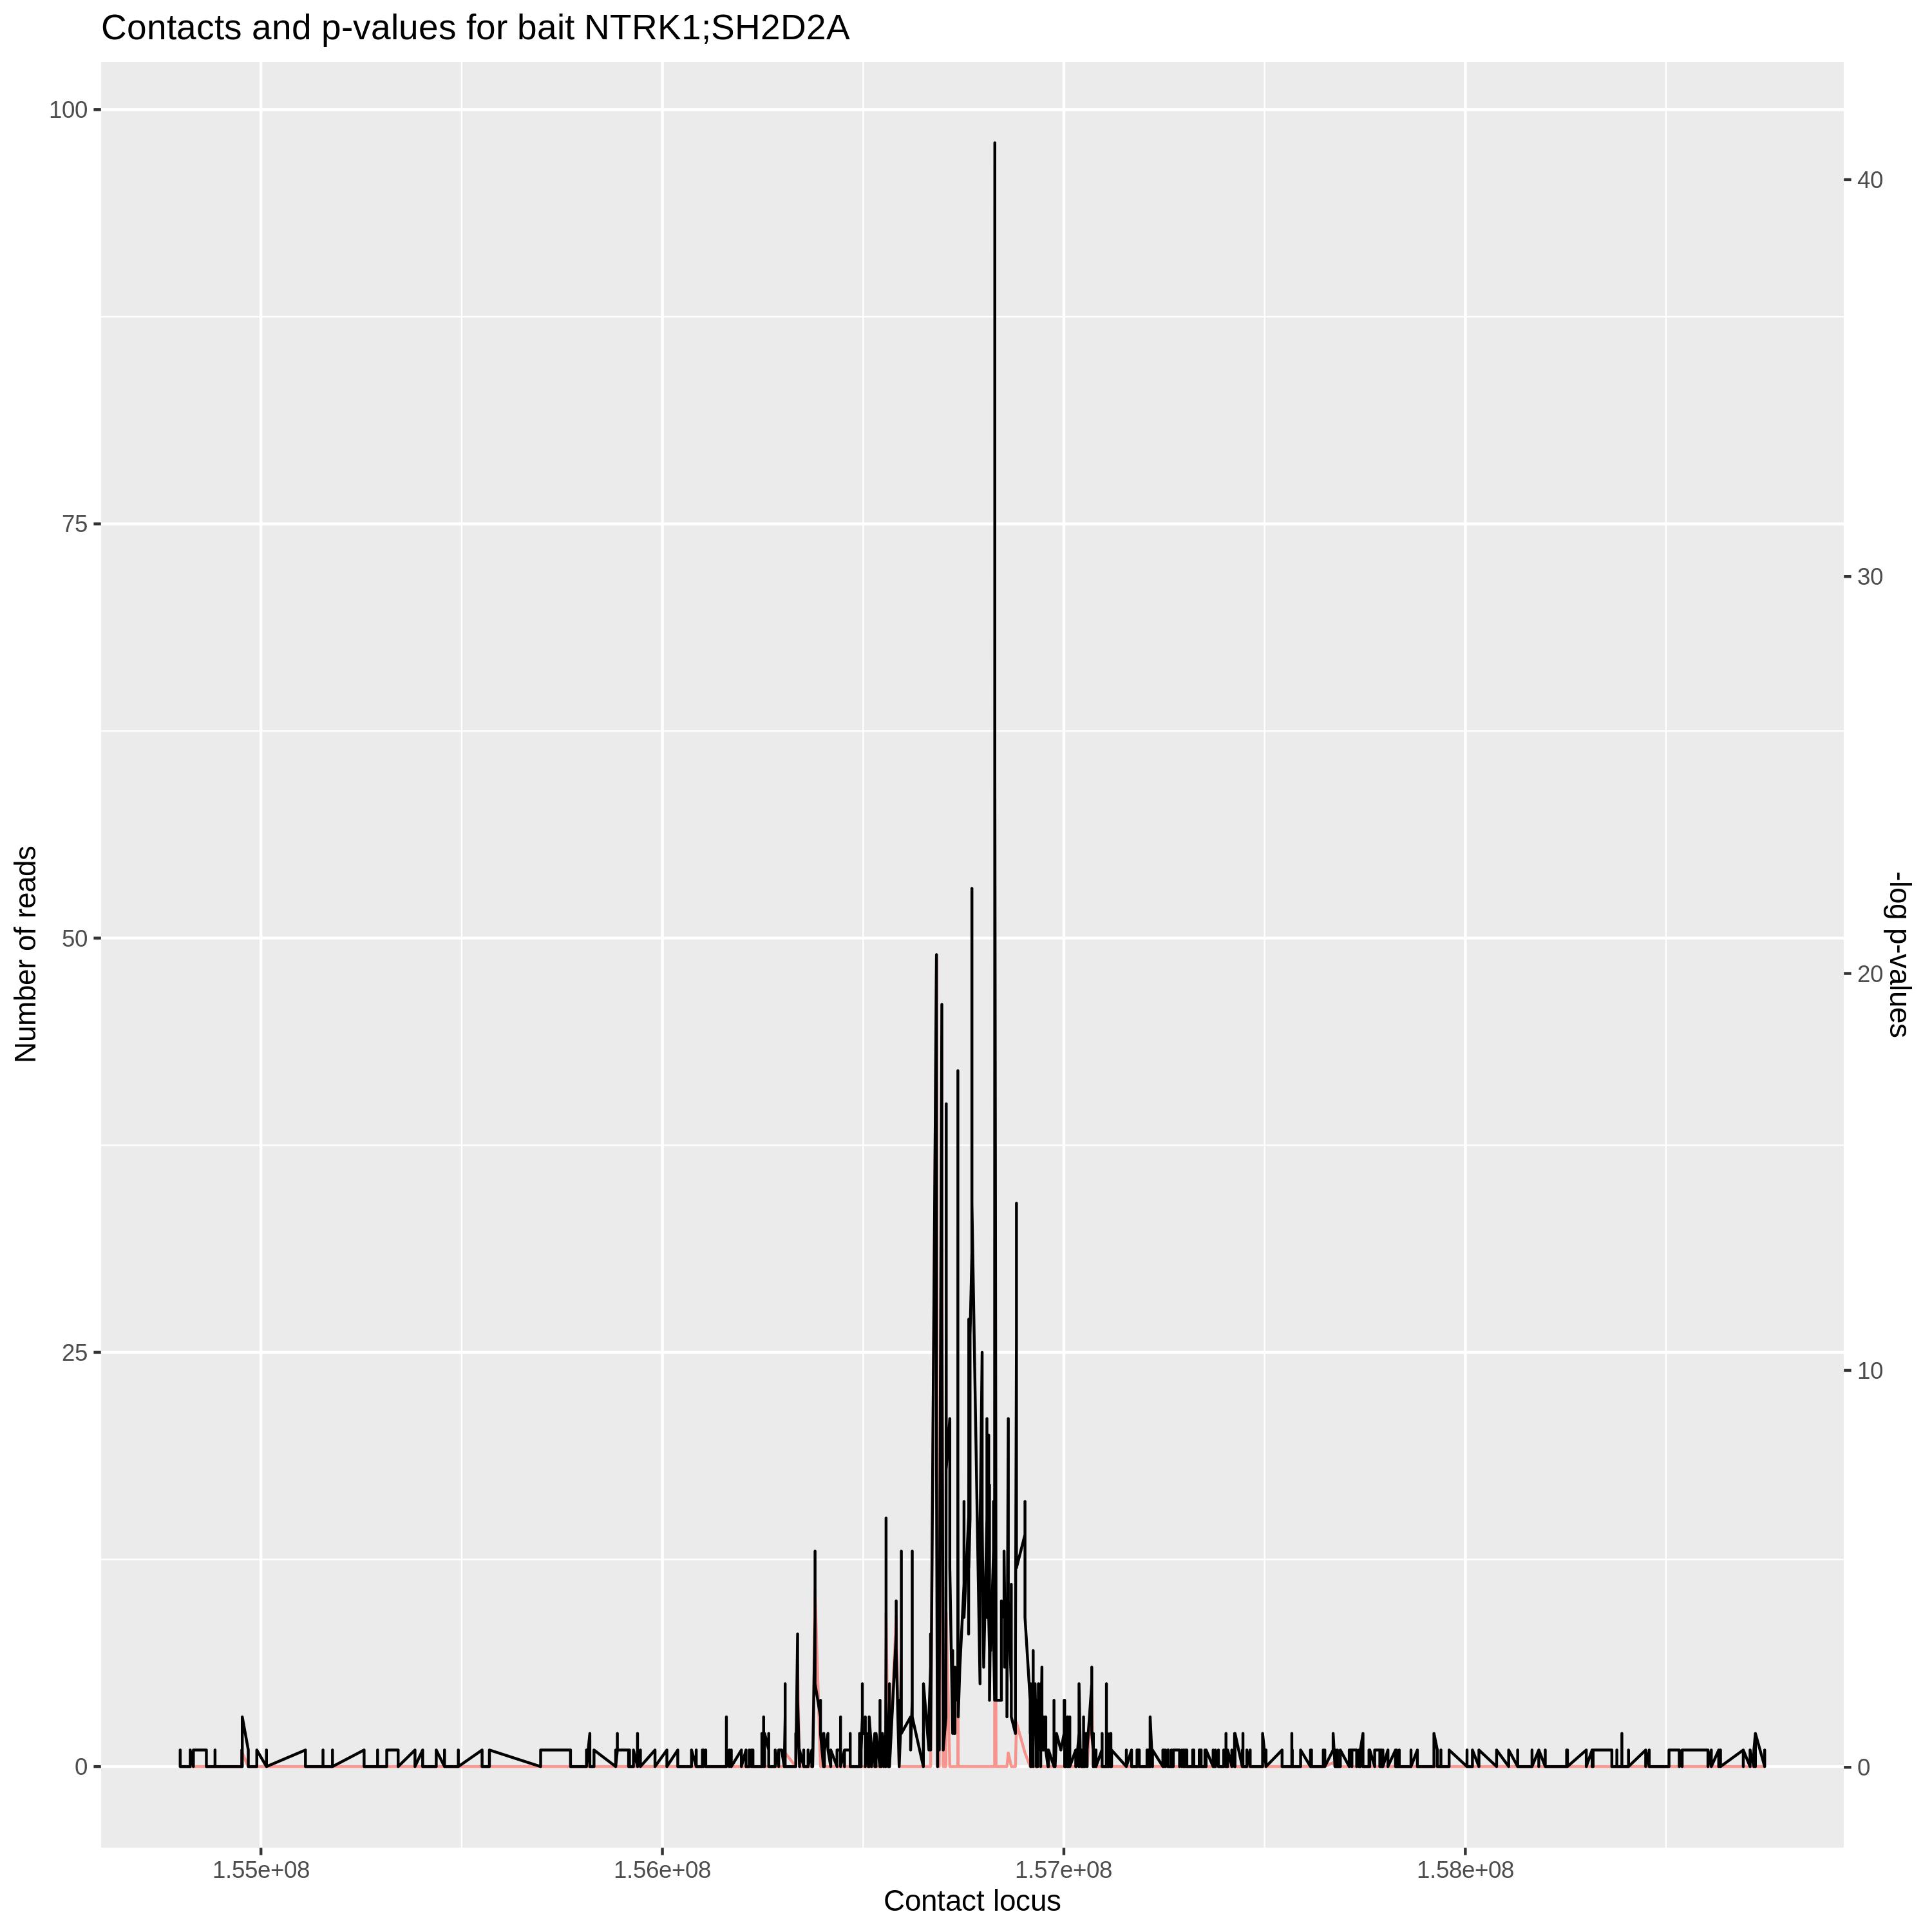 Contacts and p-values for bait NTRK1;SH2D2A
100
75
50
25
0
Number of reads
40
30
20
10
0
-log p-values
1.55e+08
1.56e+08
1.57e+08
1.58e+08
Contact locus